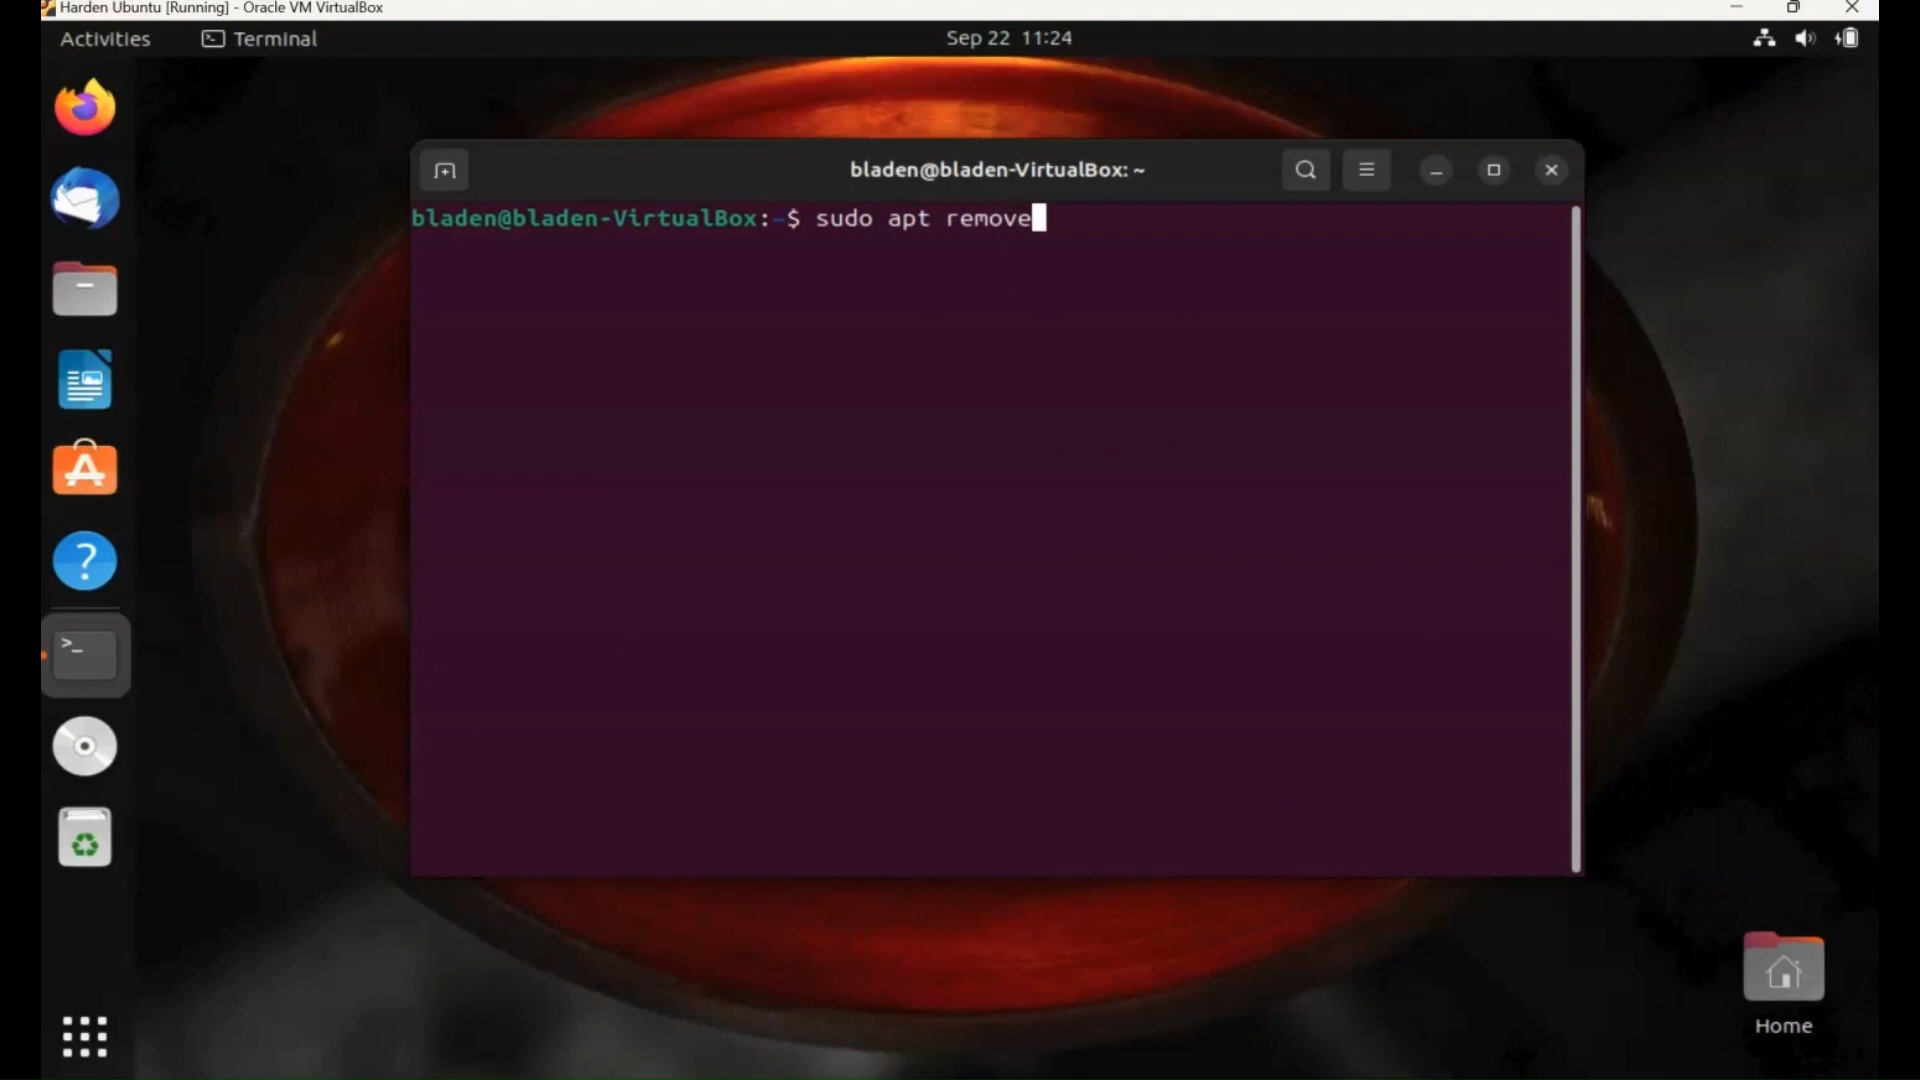 Harden Ubuntu [Running] - Oracle VM VirtualBox
Activities
Terminal
Sep 22 11:24
bladen@bladen-VirtualBox: ~
bladen@bladen-VirtualBox:~$ sudo apt remove
Home